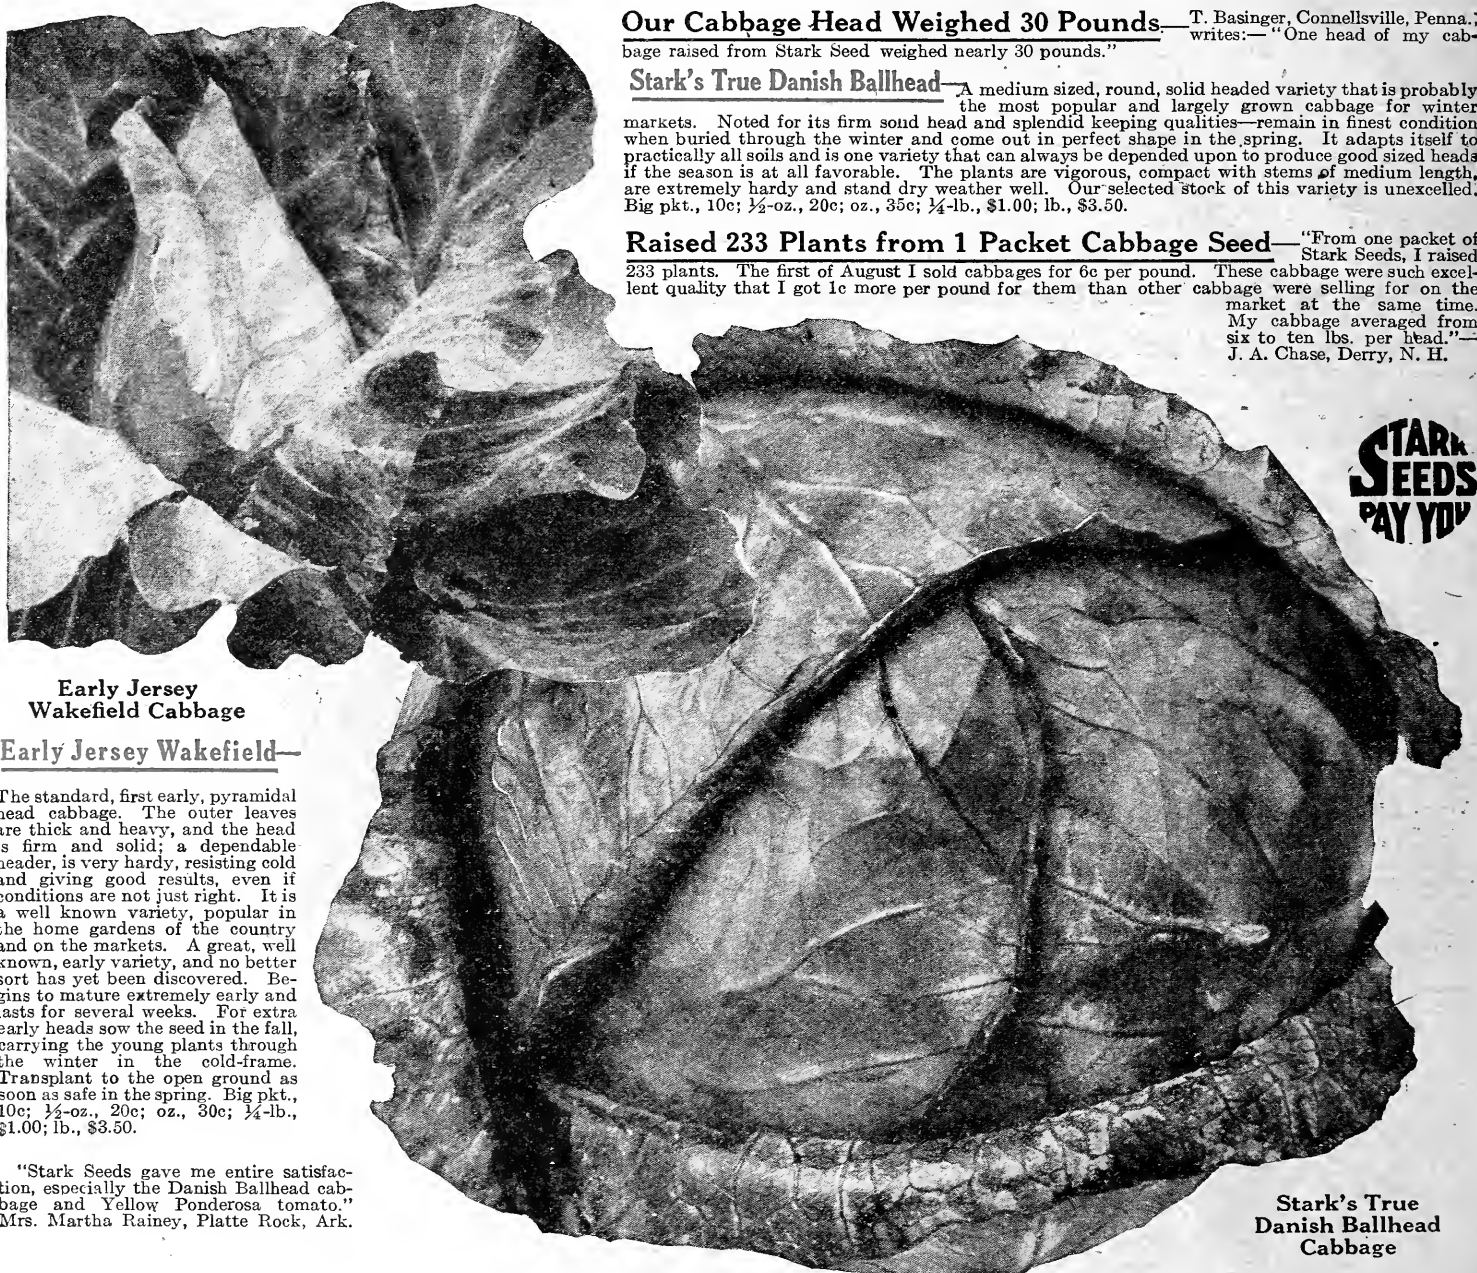 Our Cabbage Head Weighed 30 Pounds—T. Basinger, Connellsville, Penna.,
writes:—"One head of my cab-
bage raised from Stark Seed weighed nearly 30 pounds."
Stark's True Danish Ballhead—A medium sized, round, solid headed variety that is probably
the most popular and largely grown cabbage for winter
markets. Noted for its firm solid head and splendid keeping qualities—remain in finest condition
when buried through the winter and come out in perfect shape in the spring. It adapts itself to
practically all soils and is one variety that can always be depended upon to produce good sized heads
if the season is at all favorable. The plants are vigorous, compact with stems of medium length,
are extremely hardy and stand dry weather well. Our selected stock of this variety is unexcelled.
Big pkt., 10c; ½-oz., 20c; oz., 35c; ¼-lb., $1.00; lb., $3.50.
Raised 233 Plants from 1 Packet Cabbage Seed—"From one packet of
Stark Seeds, I raised
233 plants. The first of August I sold cabbages for 6c per pound. These cabbage were such excel-
lent quality that I got 1c more per pound for them than other cabbage were selling for on the
market at the same time.
My cabbage averaged from
six to ten lbs. per head."—
J. A. Chase, Derry, N. H.
STARK
SEEDS
PAY YOU
Early Jersey
Wakefield Cabbage
Early Jersey Wakefield—
The standard, first early, pyramidal
head cabbage. The outer leaves
are thick and heavy, and the head
is firm and solid; a dependable
header, is very hardy, resisting cold
and giving good results, even if
conditions are not just right. It is
a well known variety, popular in
the home gardens of the country
and on the markets. A great, well
known, early variety, and no better
sort has yet been discovered. Be-
gins to mature extremely early and
lasts for several weeks. For extra
early heads sow the seed in the fall,
carrying the young plants through
the winter in the cold-frame.
Transplant to the open ground as
soon as safe in the spring. Big pkt.,
10c; ½-oz., 20c; oz., 30c; ¼-lb.,
$1.00; lb., $3.50.
"Stark Seeds gave me entire satisfac-
tion, especially the Danish Ballhead cab-
bage and Yellow Ponderosa tomato."
Mrs. Martha Rainey, Platte Rock, Ark.
Stark's True
Danish Ballhead
Cabbage